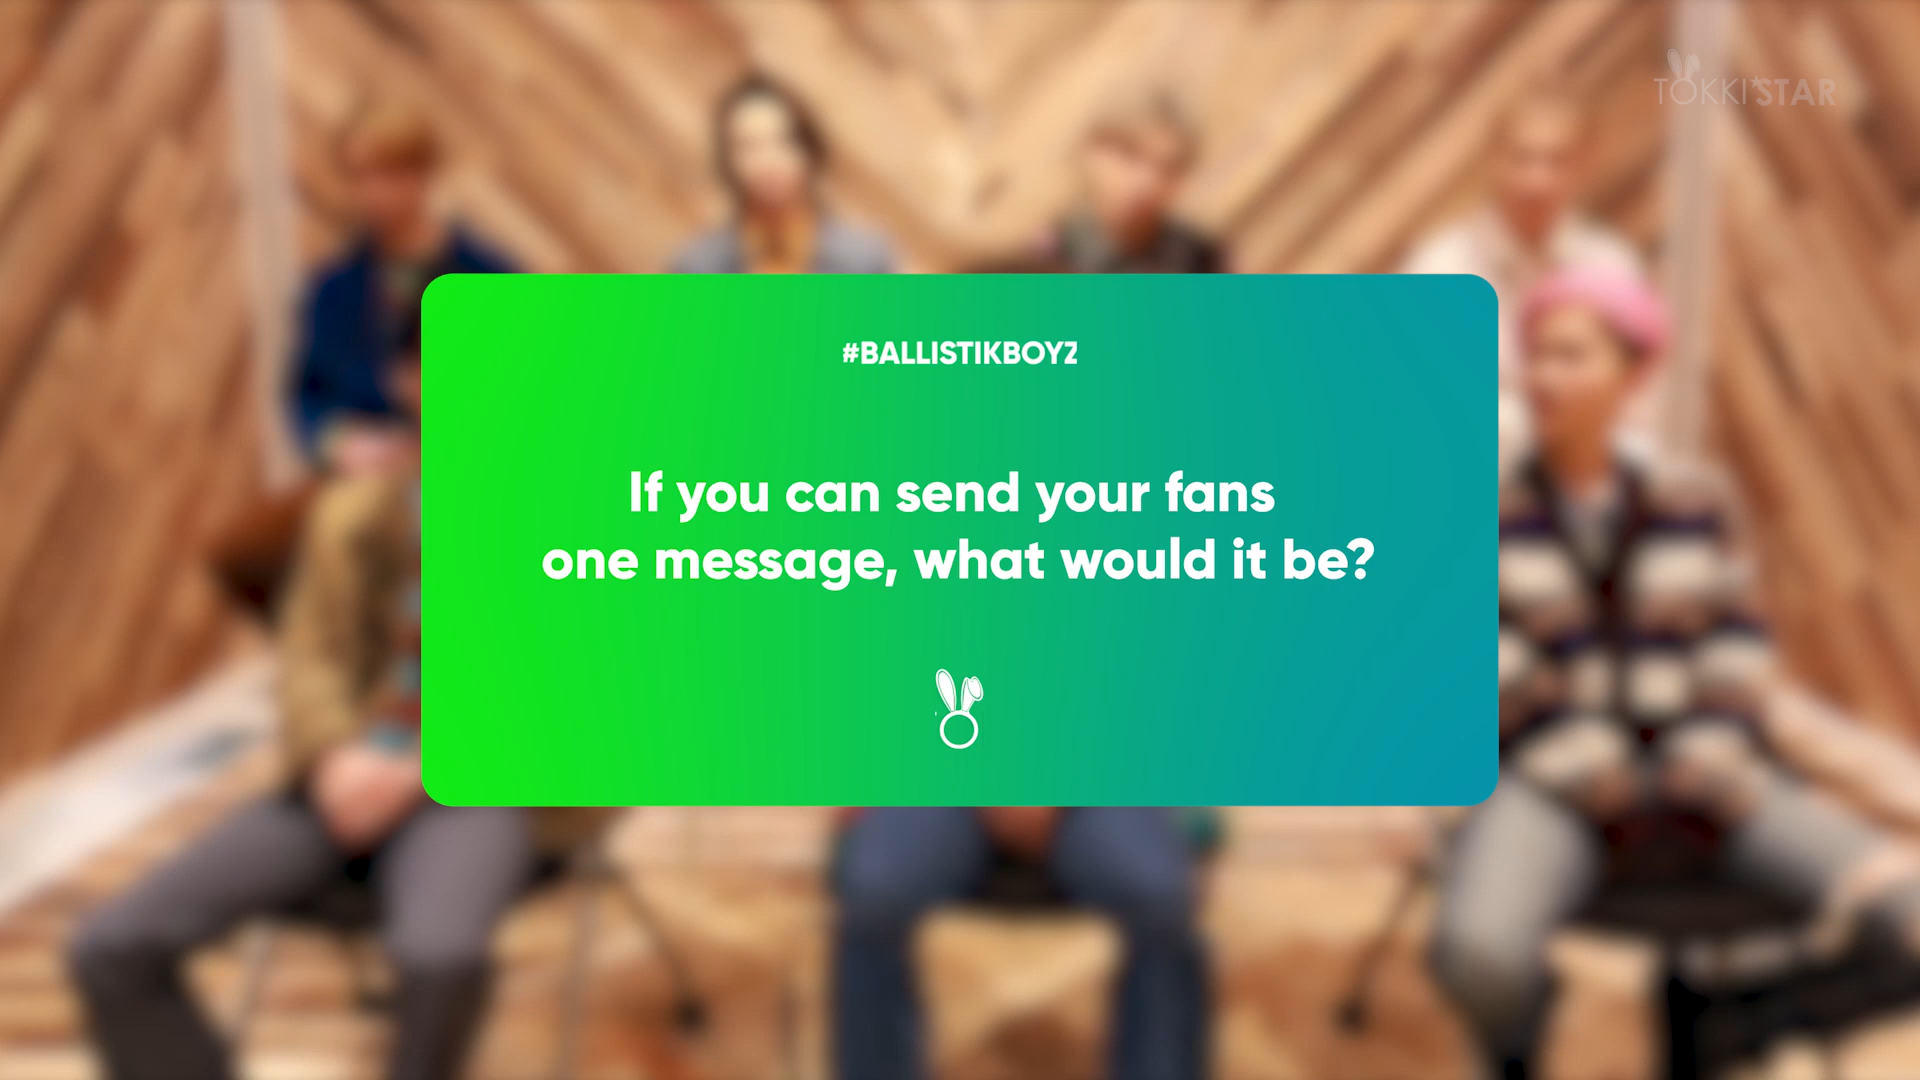 TOKKI★STAR
#BALLISTIKBOYZ
If you can send your fans
one message, what would it be?